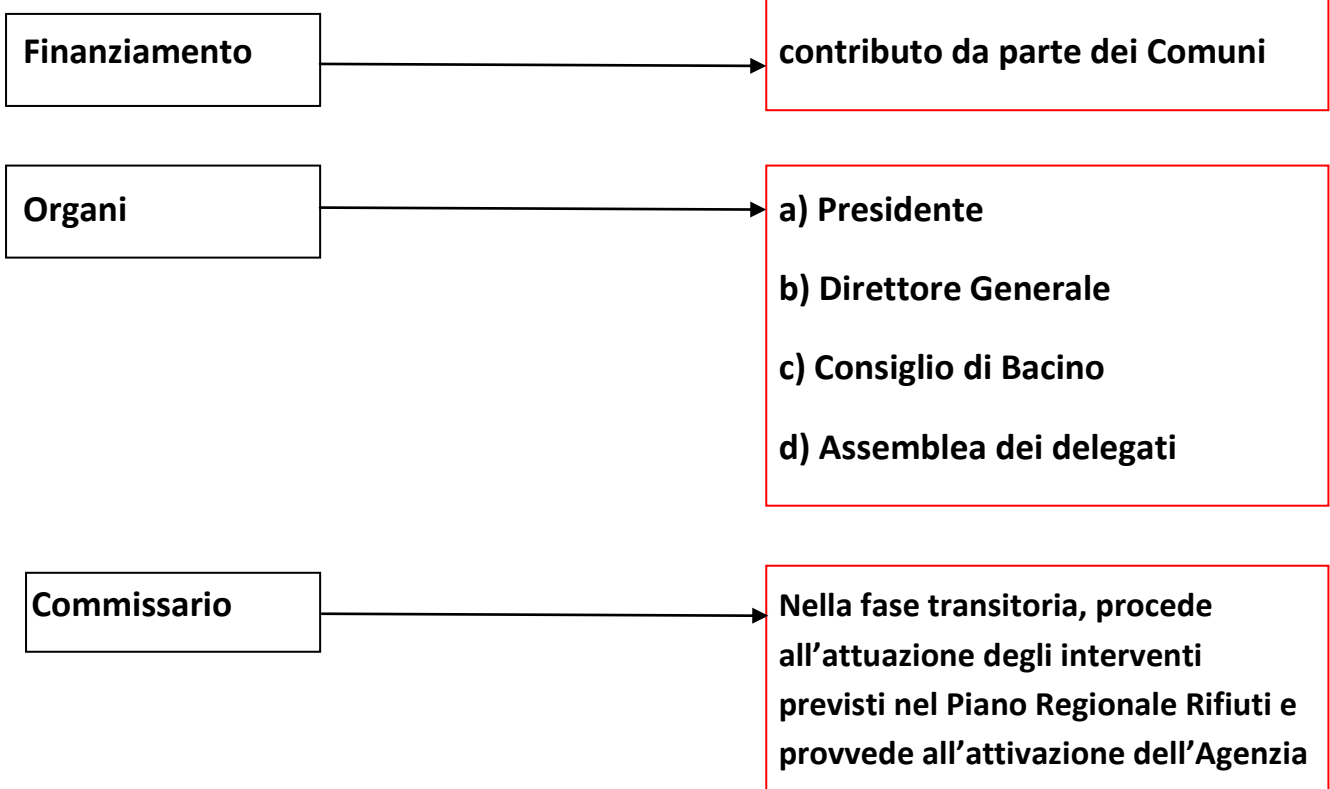 Finanziamento
contributo da parte dei Comuni
Organi
a) Presidente
b) Direttore Generale
c) Consiglio di Bacino
d) Assemblea dei delegati
Commissario
Nella fase transitoria, procede
all’attuazione degli interventi
previsti nel Piano Regionale Rifiuti e
provvede all’attivazione dell’Agenzia